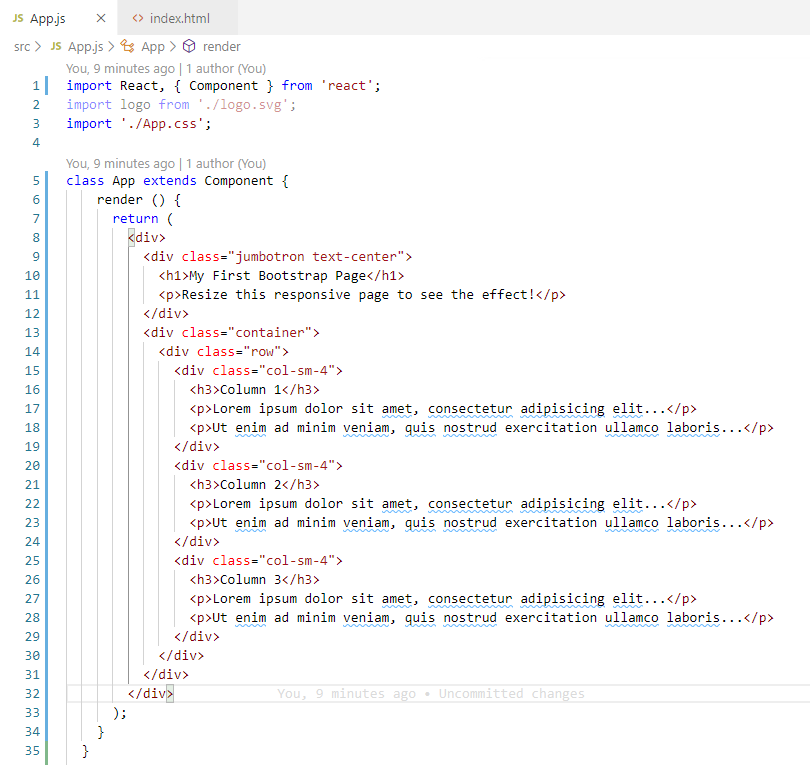 JS App.js × <> index.html
src > JS App.js > App > render
You, 9 minutes ago | 1 author (You)
1 import React, { Component } from 'react';
2 import logo from './logo.svg';
3 import './App.css';
4
You, 9 minutes ago | 1 author (You)
5 class App extends Component {
6 render () {
7 return (
8 <div>
9 <div class="jumbotron text-center">
10 <h1>My First Bootstrap Page</h1>
11 <p>Resize this responsive page to see the effect!</p>
12 </div>
13 <div class="container">
14 <div class="row">
15 <div class="col-sm-4">
16 <h3>Column 1</h3>
17 <p>Lorem ipsum dolor sit amet, consectetur adipisicing elit...</p>
18 <p>Ut enim ad minim veniam, quis nostrud exercitation ullamco laboris...</p>
19 </div>
20 <div class="col-sm-4">
21 <h3>Column 2</h3>
22 <p>Lorem ipsum dolor sit amet, consectetur adipisicing elit...</p>
23 <p>Ut enim ad minim veniam, quis nostrud exercitation ullamco laboris...</p>
24 </div>
25 <div class="col-sm-4">
26 <h3>Column 3</h3>
27 <p>Lorem ipsum dolor sit amet, consectetur adipisicing elit...</p>
28 <p>Ut enim ad minim veniam, quis nostrud exercitation ullamco laboris...</p>
29 </div>
30 </div>
31 </div>
32 </div> You, 9 minutes ago • Uncommitted changes
33 );
34 }
35 }